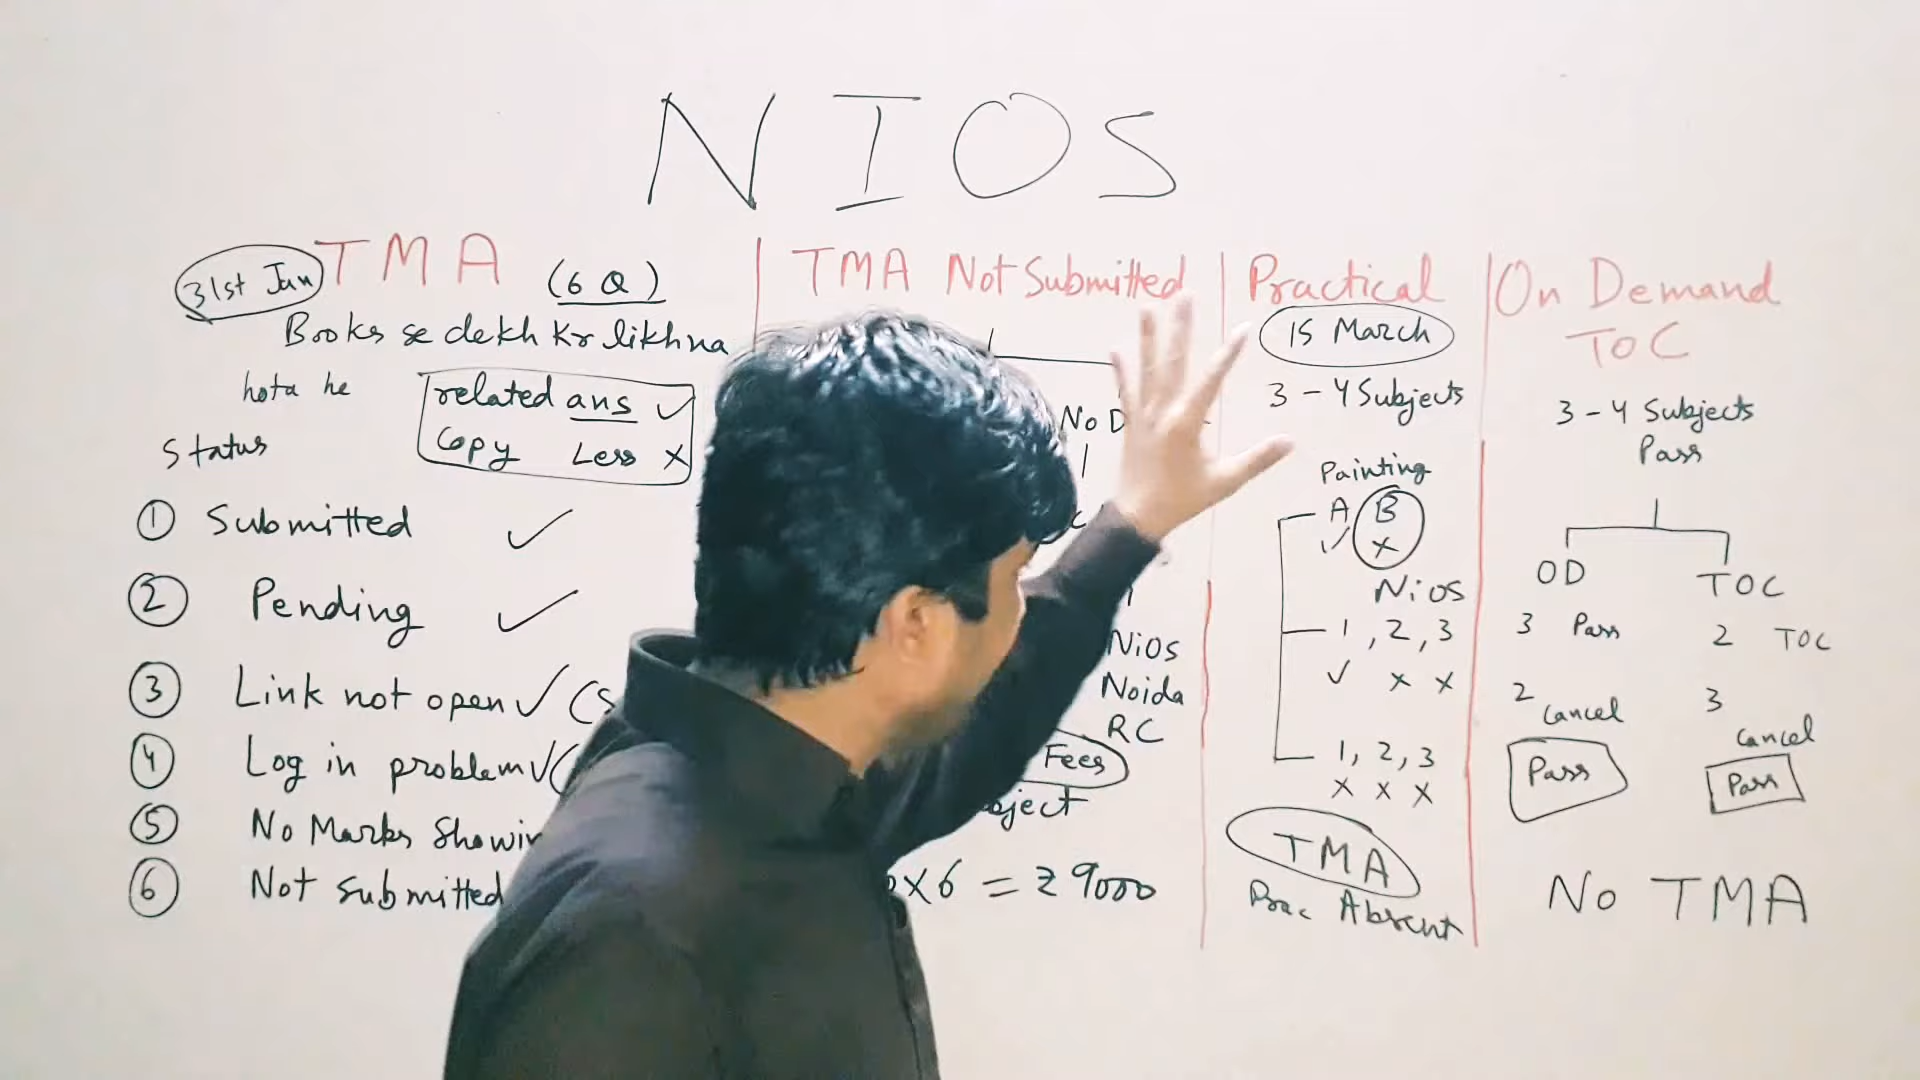 NIOS
31st Jan TMA (6 Q)
Books se dekh kr likhna
hota he
related ans ✓
Copy Less x
Status
1 Submitted ✓
2 Pending ✓
3 Link not open ✓
4 Log in problem ✓
5 No Marks
6 Not submitted
TMA Not Submitted
No
NIOS
Noida
RC
Fees
x 6 = ₹ 9000
Practical
15 March
3 - 4 Subjects
Painting
A B
✓ x
Nios
1, 2, 3
✓ x x
1, 2, 3
x x x
TMA
Prac Absent
On Demand
TOC
3 - 4 Subjects
Pass
OD
3 Pass
2 Cancel
Pass
TOC
2 TOC
3 Cancel
Pass
No TMA